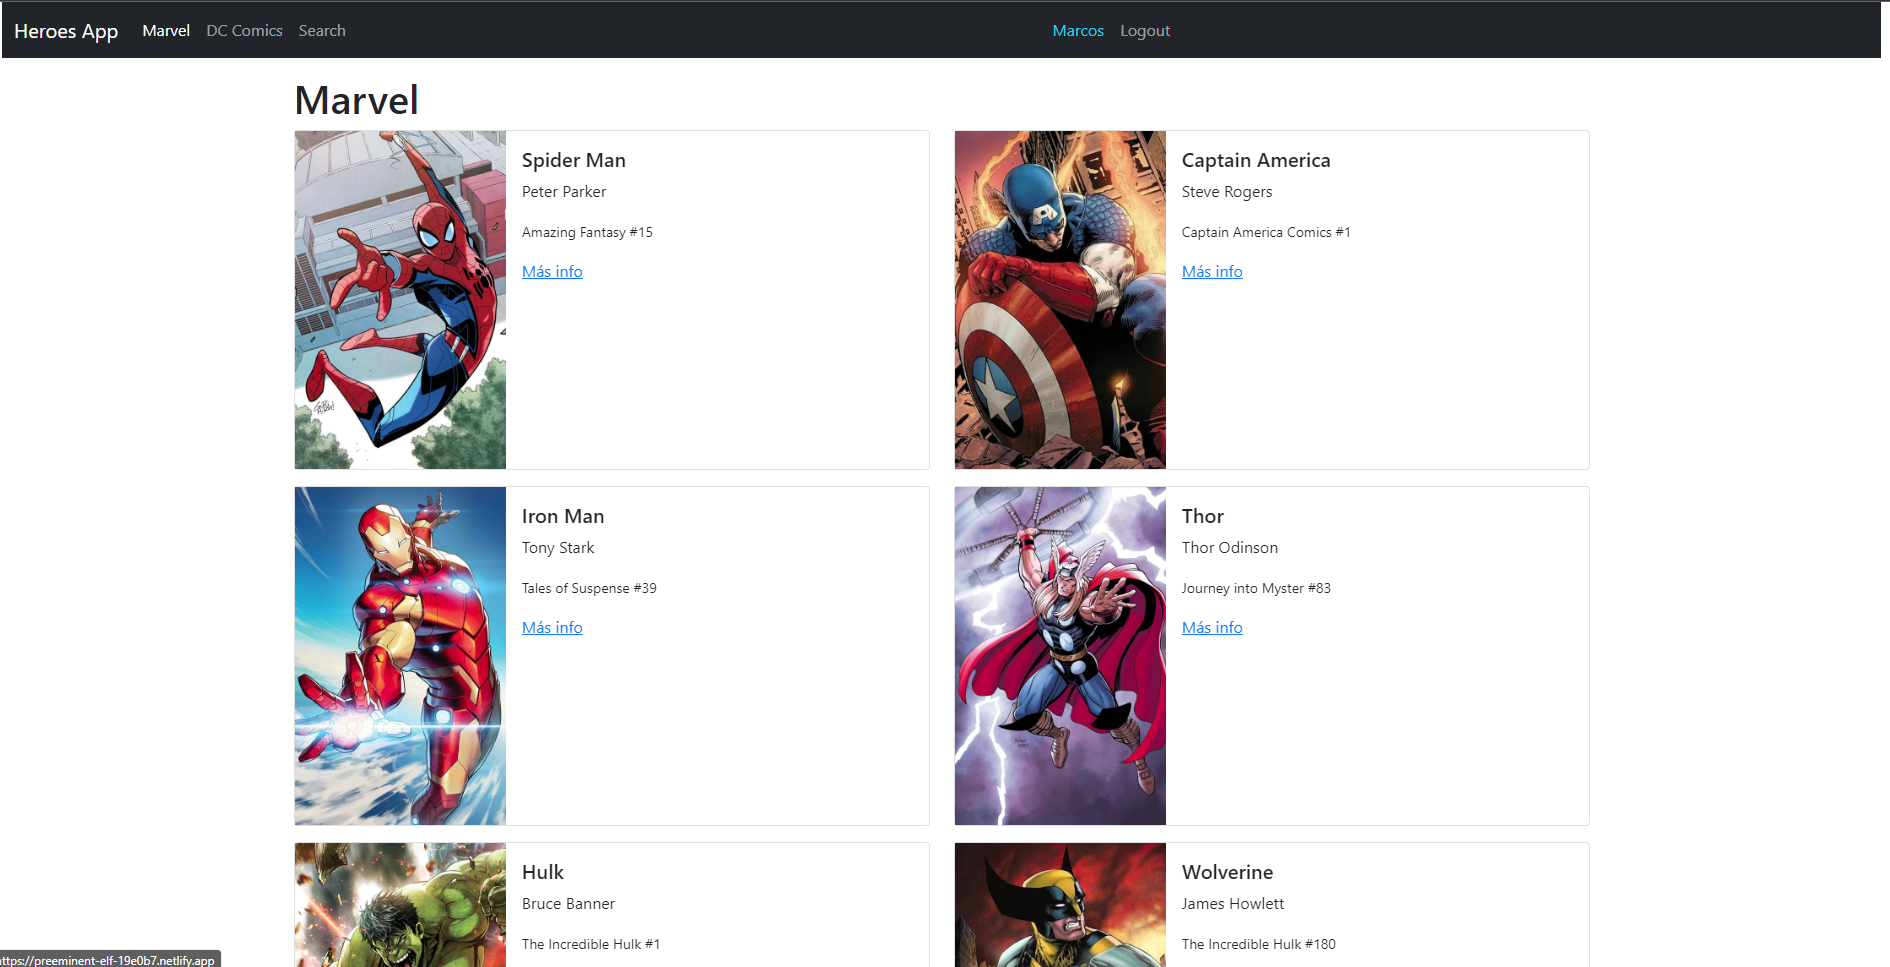 Heroes App Marvel DC Comics Search Marcos Logout
Marvel
Spider Man
Peter Parker
Amazing Fantasy #15
Más info
Captain America
Steve Rogers
Captain America Comics #1
Más info
Iron Man
Tony Stark
Tales of Suspense #39
Más info
Thor
Thor Odinson
Journey into Myster #83
Más info
Hulk
Bruce Banner
The Incredible Hulk #1
Wolverine
James Howlett
The Incredible Hulk #180
ttps://preeminent-elf-19e0b7.netlify.app